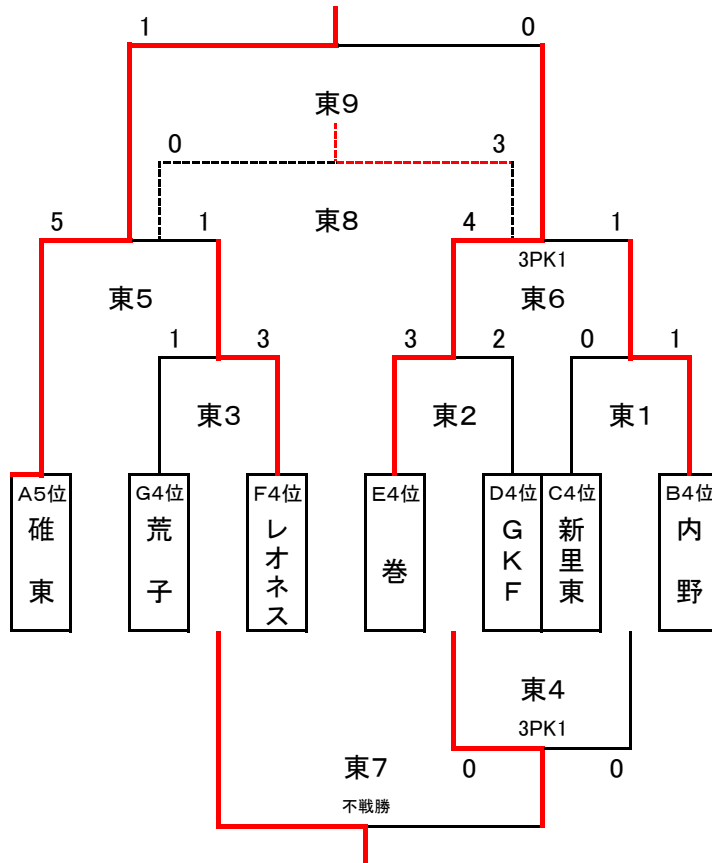 1 0
東9
0 3
5 1 東8 4 1
3PK1
東5 東6
1 3 3 2 0 1
東3 東2 東1
A5位 G4位 F4位 E4位 D4位 C4位 B4位
碓東 荒子 レオネス 巻 GKF 新里東 内野
東4
3PK1
東7 0 0
不戦勝